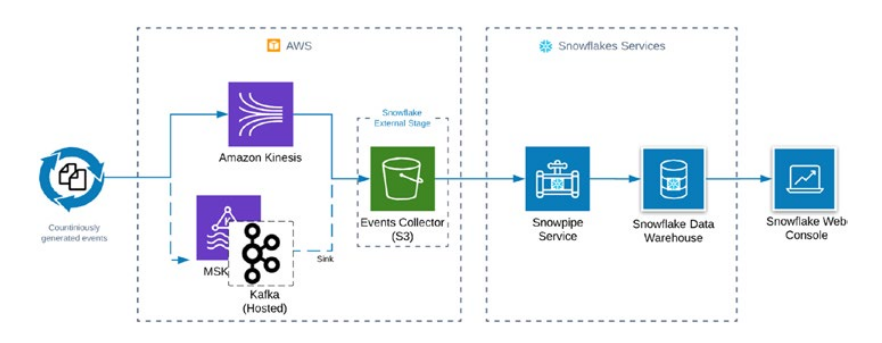 AWS
Snowflakes Services
Snowflake
External Stage
Amazon Kinesis
Countiniously
generated events
Events Collector
(S3)
Snowpipe
Service
Snowflake Data
Warehouse
Snowflake Web
Console
MSK
Sink
Kafka
(Hosted)